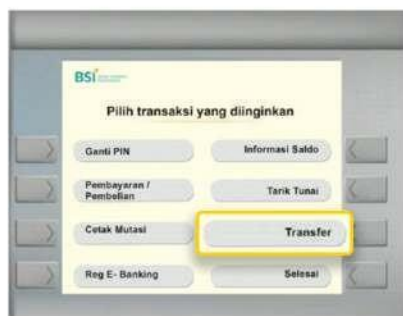 BSI
Pilih transaksi yang diinginkan
Ganti PIN
Informasi Saldo
Pembayaran /
Pembelian
Tarik Tunai
Cetak Mutasi
Transfer
Reg E- Banking
Selesai